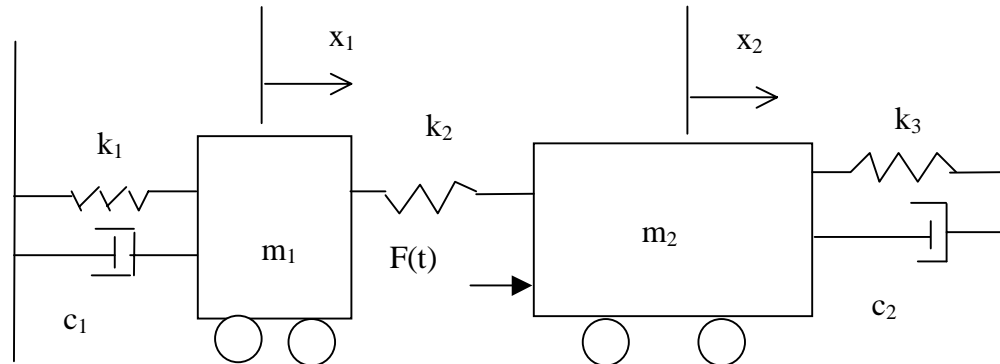 x₁
x₂
k₁
k₂
k₃
m₁
F(t)
m₂
c₁
c₂